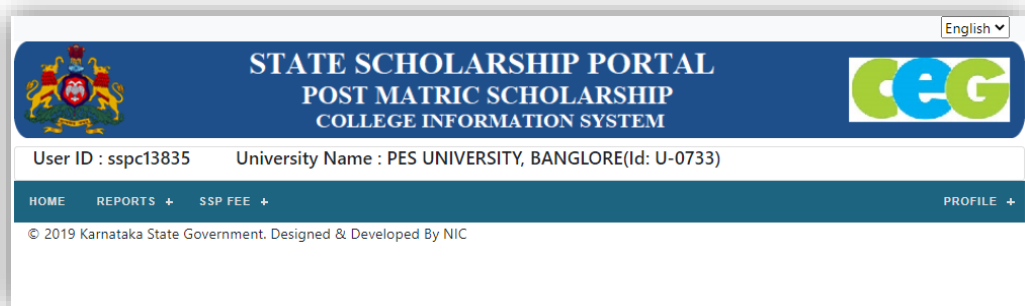 English
STATE SCHOLARSHIP PORTAL
POST MATRIC SCHOLARSHIP
COLLEGE INFORMATION SYSTEM
CeG
User ID : sspc13835 University Name : PES UNIVERSITY, BANGLORE(Id: U-0733)
HOME REPORTS + SSP FEE + PROFILE +
© 2019 Karnataka State Government. Designed & Developed By NIC